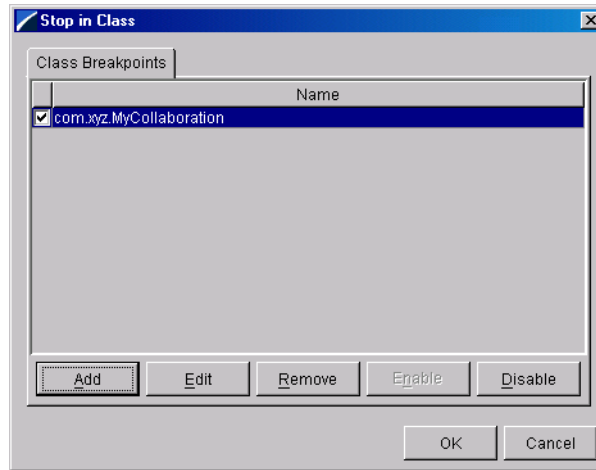 Stop in Class
Class Breakpoints
Name
com.xyz.MyCollaboration
Add Edit Remove Enable Disable
OK Cancel